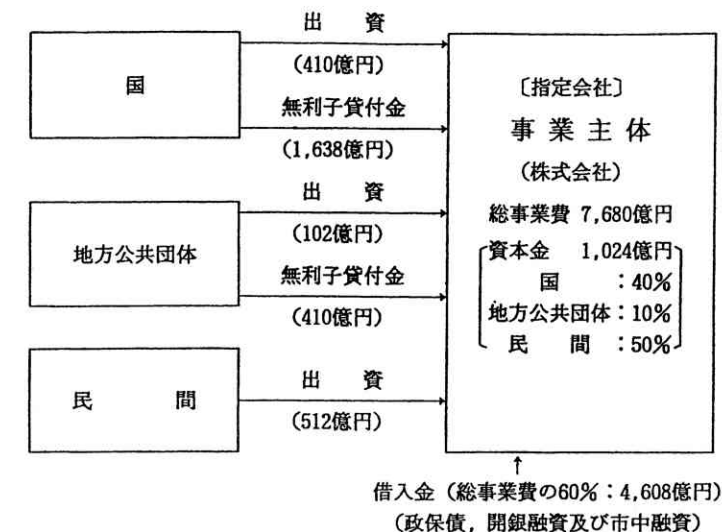 国
出　資
(410億円)
無利子貸付金
(1,638億円)
地方公共団体
出　資
(102億円)
無利子貸付金
(410億円)
民　間
出　資
(512億円)
〔指定会社〕
事業主体
(株式会社)
総事業費 7,680億円
資本金 1,024億円
国 ：40%
地方公共団体：10%
民　間 ：50%
↑
借入金（総事業費の60%：4,608億円）
（政保債，開銀融資及び市中融資）